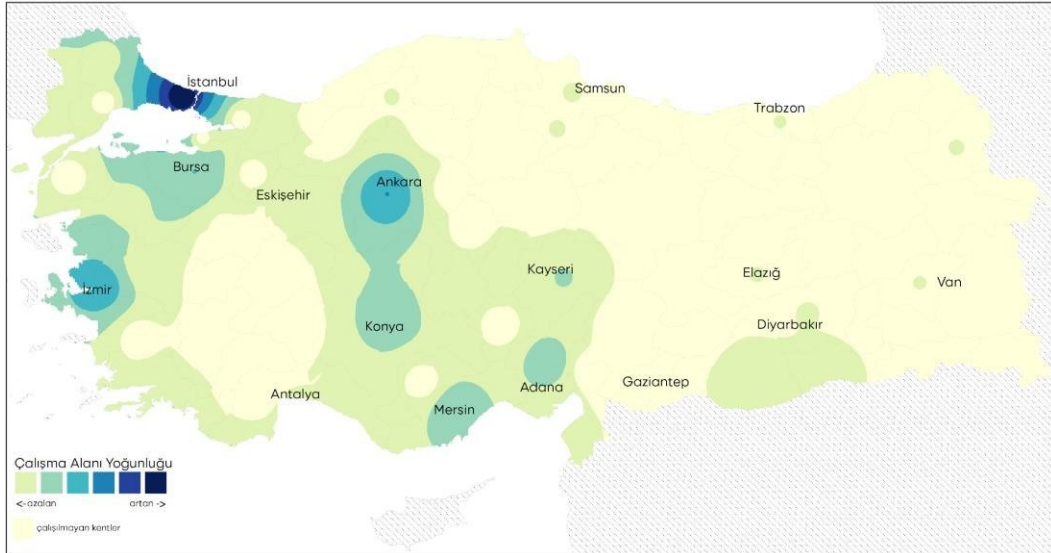 İstanbul
Samsun
Trabzon
Bursa
Ankara
Eskişehir
Kayseri
Elazığ
Van
İzmir
Konya
Diyarbakır
Adana
Gaziantep
Antalya
Mersin
Çalışma Alanı Yoğunluğu
<-azalan artan ->
çalışılmayan kentler